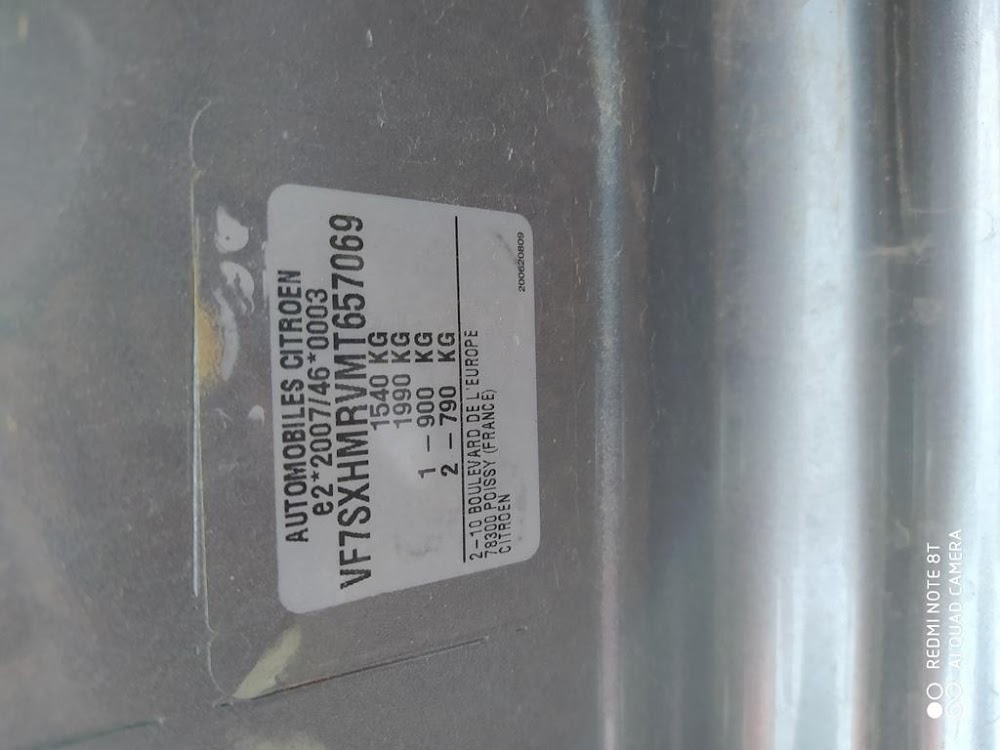 AUTOMOBILES CITROEN
e2*2007/46*0003
VF7SXHMRVMT657069
1540 KG
1990 KG
1 – 900 KG
2 – 790 KG
2–10 BOULEVARD DE L'EUROPE
78300 POISSY (FRANCE)
CITROEN
200620809
REDMI NOTE 8T
AI QUAD CAMERA